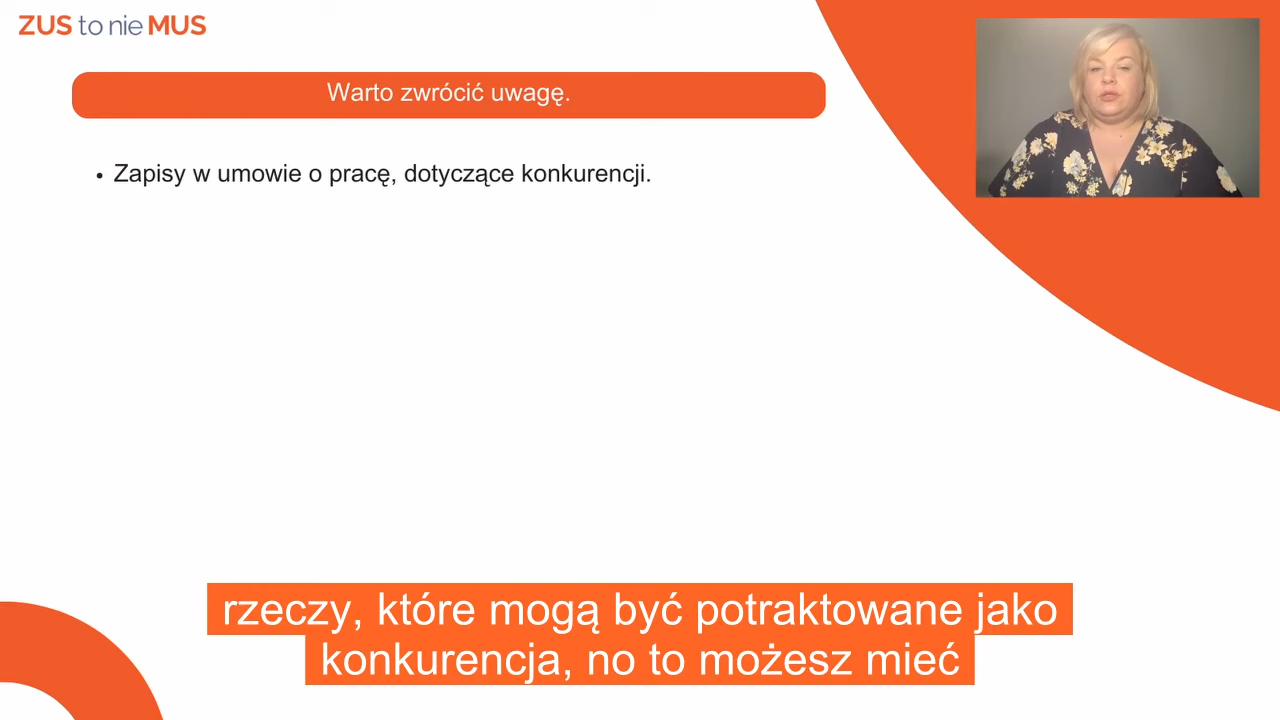 ZUS to nie MUS
Warto zwrócić uwagę.
• Zapisy w umowie o pracę, dotyczące konkurencji.
rzeczy, które mogą być potraktowane jako
konkurencja, no to możesz mieć